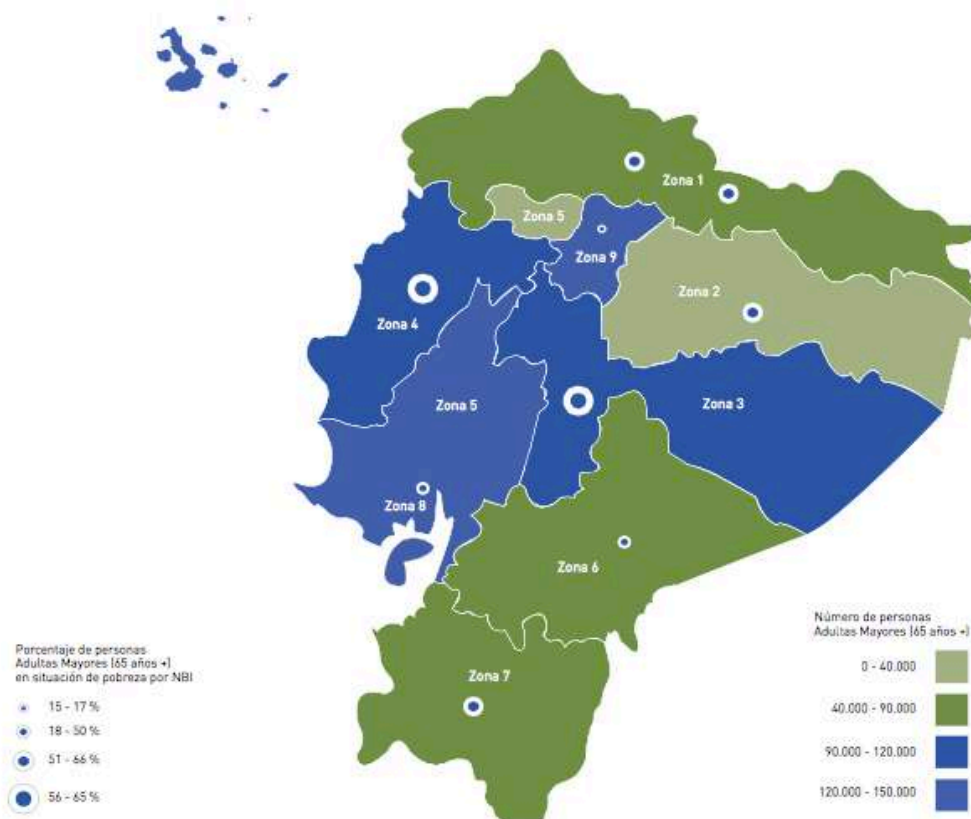 Zona 1
Zona 5
Zona 9
Zona 2
Zona 4
Zona 5
Zona 3
Zona 8
Zona 6
Zona 7
Porcentaje de personas
Adultas Mayores (65 años +)
en situación de pobreza por NBI
15 - 17 %
18 - 50 %
51 - 66 %
56 - 65 %
Número de personas
Adultas Mayores (65 años +)
0 - 40.000
40.000 - 90.000
90.000 - 120.000
120.000 - 150.000